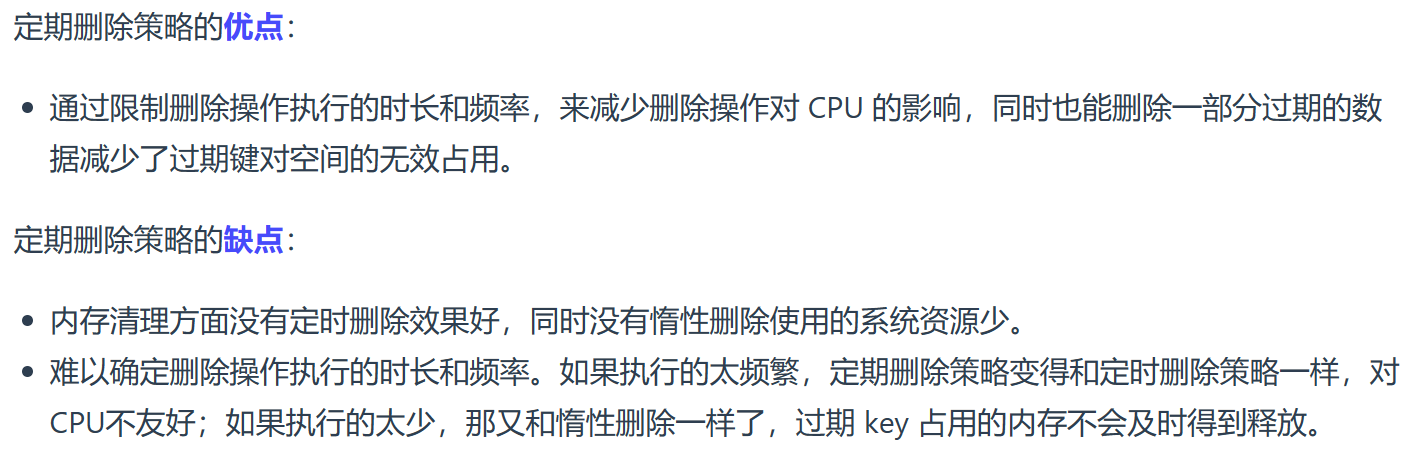 定期删除策略的优点：
• 通过限制删除操作执行的时长和频率，来减少删除操作对 CPU 的影响，同时也能删除一部分过期的数
据减少了过期键对空间的无效占用。
定期删除策略的缺点：
• 内存清理方面没有定时删除效果好，同时没有惰性删除使用的系统资源少。
• 难以确定删除操作执行的时长和频率。如果执行的太频繁，定期删除策略变得和定时删除策略一样，对
CPU不友好；如果执行的太少，那又和惰性删除一样了，过期 key 占用的内存不会及时得到释放。